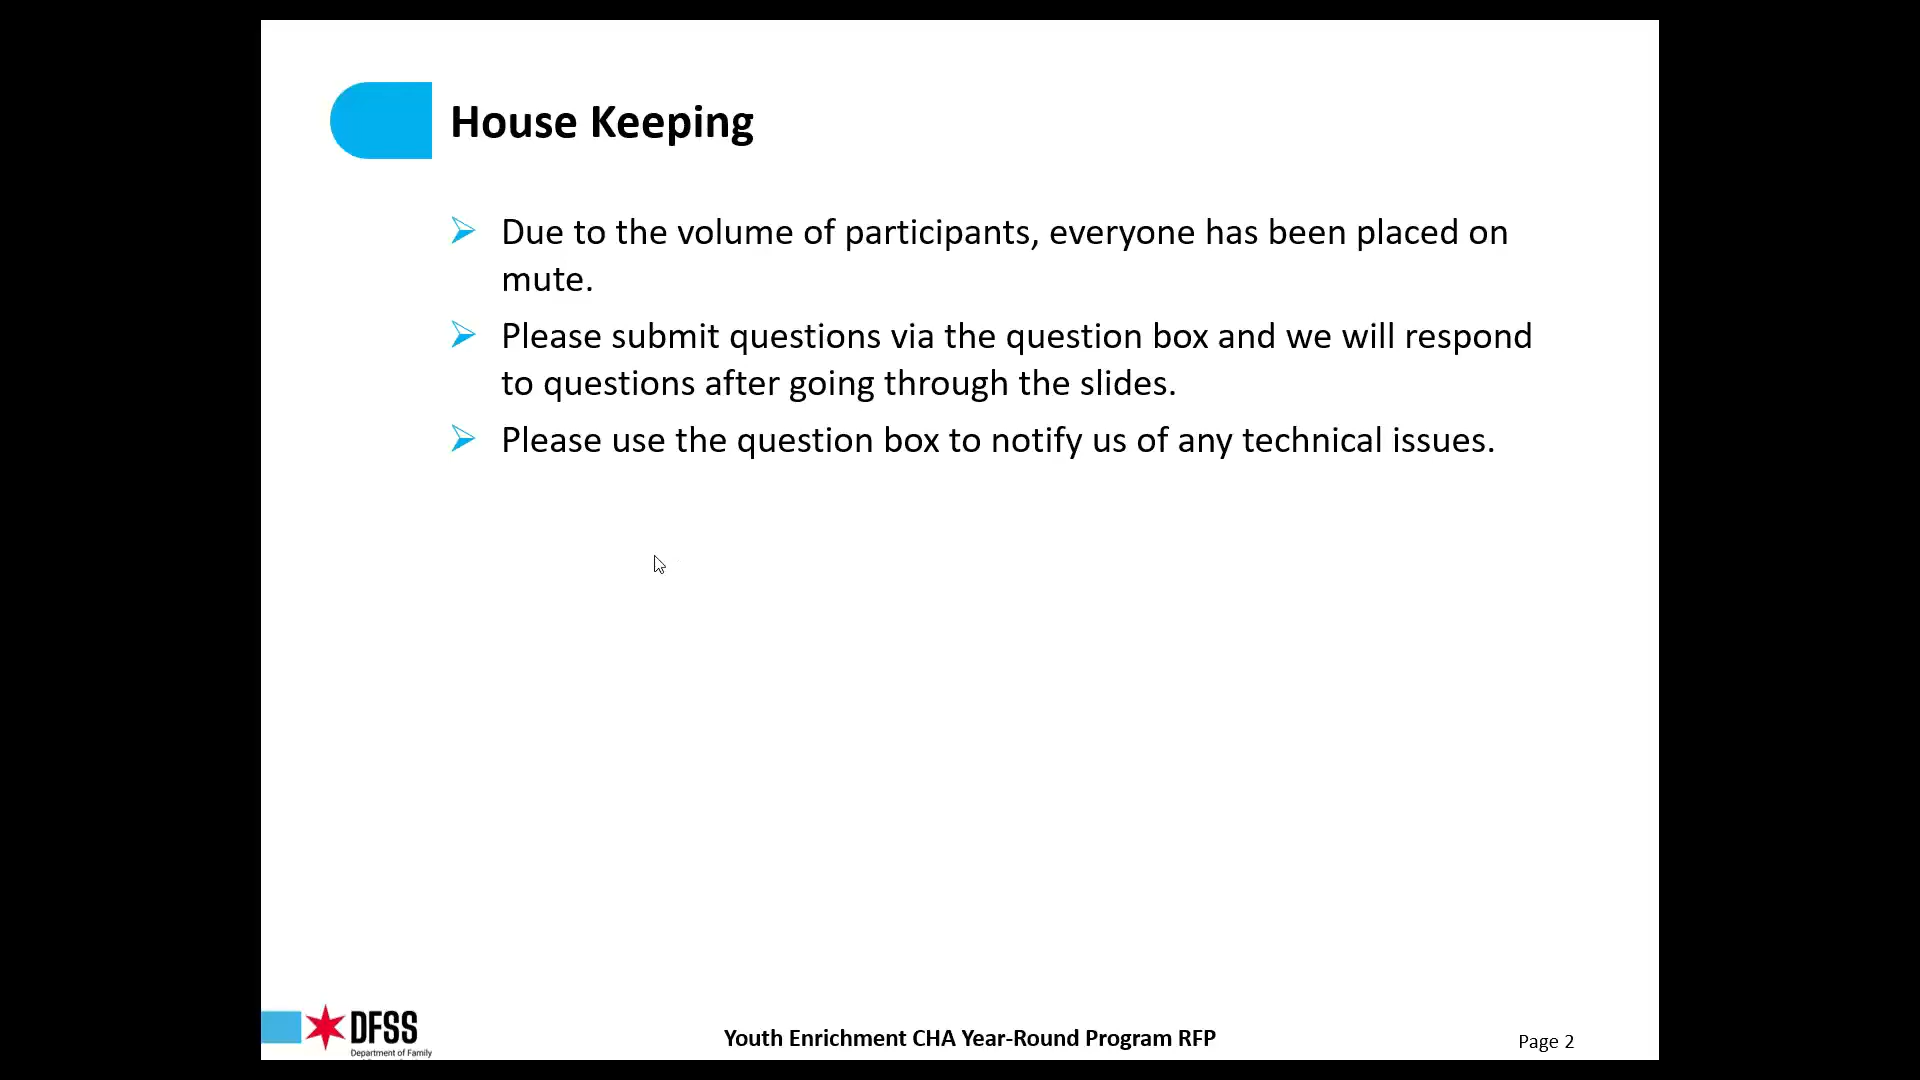 House Keeping
Due to the volume of participants, everyone has been placed on
mute.
Please submit questions via the question box and we will respond
to questions after going through the slides.
Please use the question box to notify us of any technical issues.
DFSS
Department of Family
Youth Enrichment CHA Year-Round Program RFP
Page 2